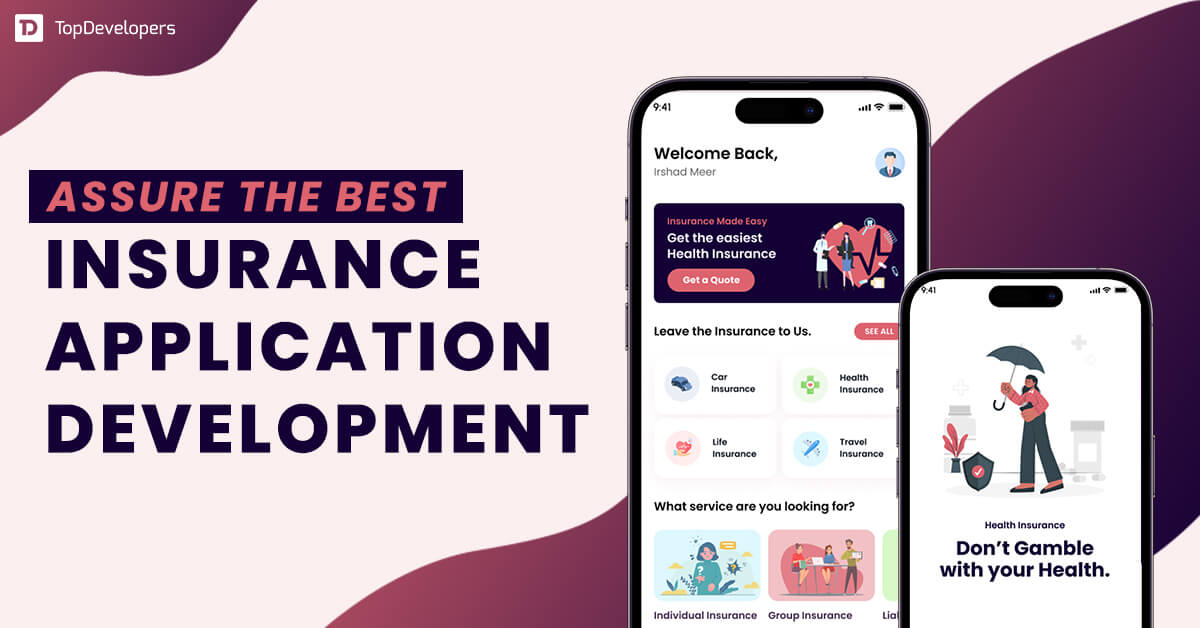 TopDevelopers
ASSURE THE BEST
INSURANCE
APPLICATION
DEVELOPMENT
9:41
Welcome Back,
Irshad Meer
Insurance Made Easy
Get the easiest
Health Insurance
Get a Quote
Leave the Insurance to Us.
SEE ALL
Car
Insurance
Health
Insurance
Life
Insurance
Travel
Insurance
What service are you looking for?
Individual Insurance
Group Insurance
Lial
9:41
Health Insurance
Don’t Gamble
with your Health.